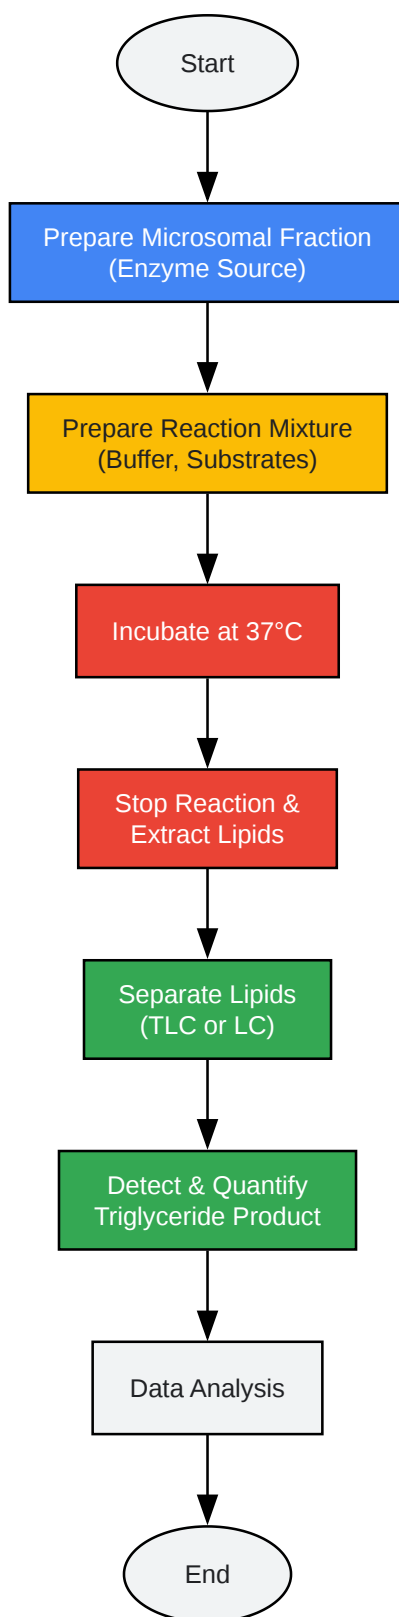 Start
Prepare Microsomal Fraction
(Enzyme Source)
Prepare Reaction Mixture
(Buffer, Substrates)
Incubate at 37°C
Stop Reaction &
Extract Lipids
Separate Lipids
(TLC or LC)
Detect & Quantify
Triglyceride Product
Data Analysis
End